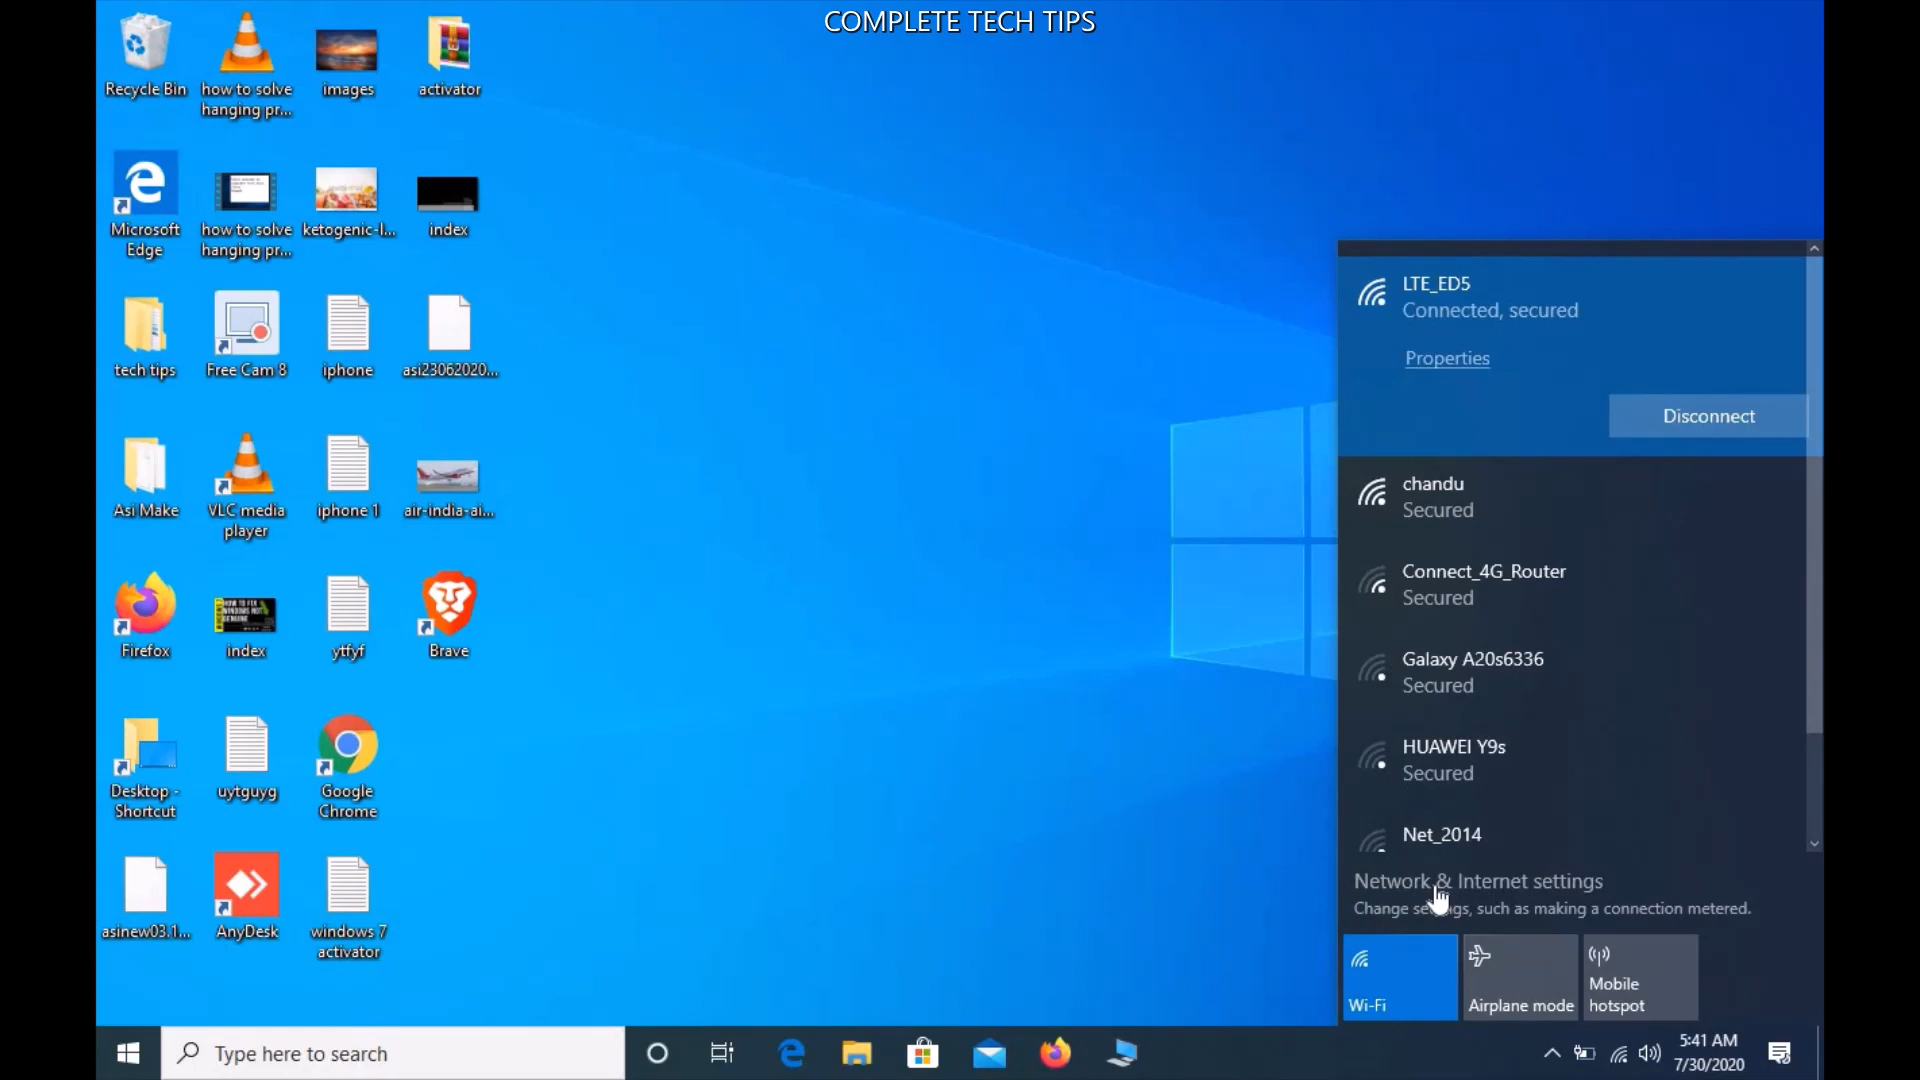 COMPLETE TECH TIPS
Recycle Bin
how to solve
hanging pr...
images
activator
Microsoft
Edge
how to solve
hanging pr...
ketogenic-l...
index
tech tips
Free Cam 8
iphone
asi23062020...
Asi Make
VLC media
player
iphone 1
air-india-ai...
Firefox
index
ytfyf
Brave
Desktop -
Shortcut
uytguyg
Google
Chrome
asinew03.1...
AnyDesk
windows 7
activator
LTE_ED5
Connected, secured
Properties
Disconnect
chandu
Secured
Connect_4G_Router
Secured
Galaxy A20s6336
Secured
HUAWEI Y9s
Secured
Net_2014
Network & Internet settings
Change settings, such as making a connection metered.
Wi-Fi
Airplane mode
Mobile
hotspot
Type here to search
5:41 AM
7/30/2020